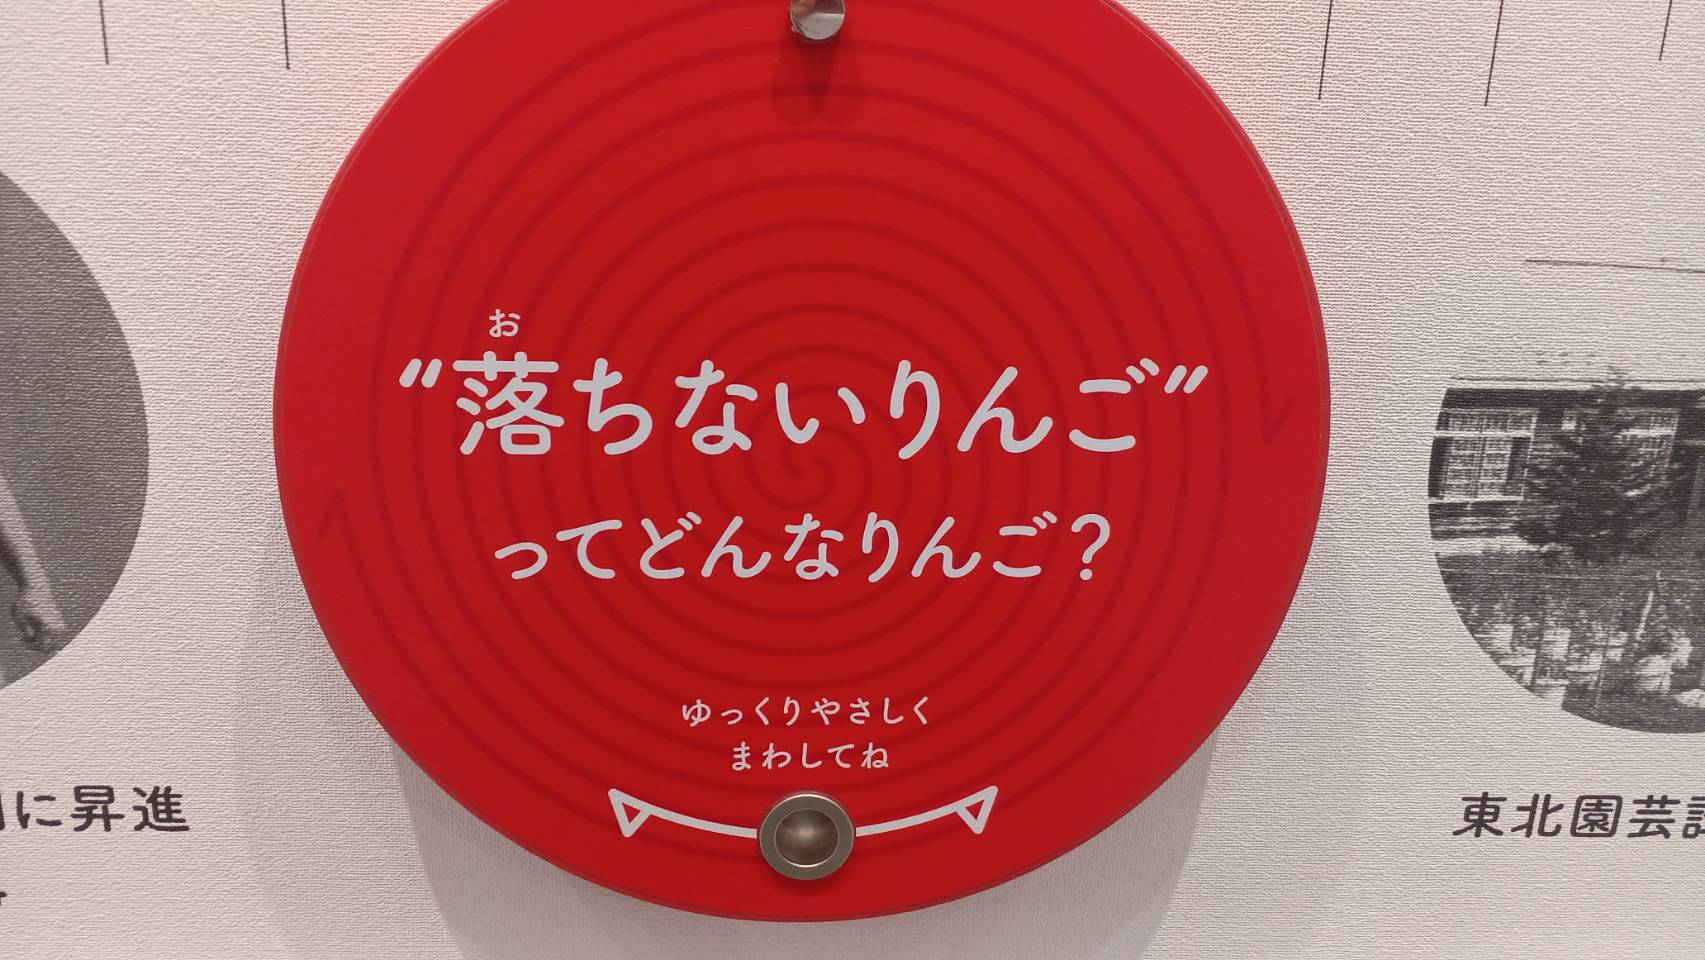 お
“落ちないりんご”
ってどんなりんご？
ゆっくりやさしく
まわしてね
に昇進
東北園芸